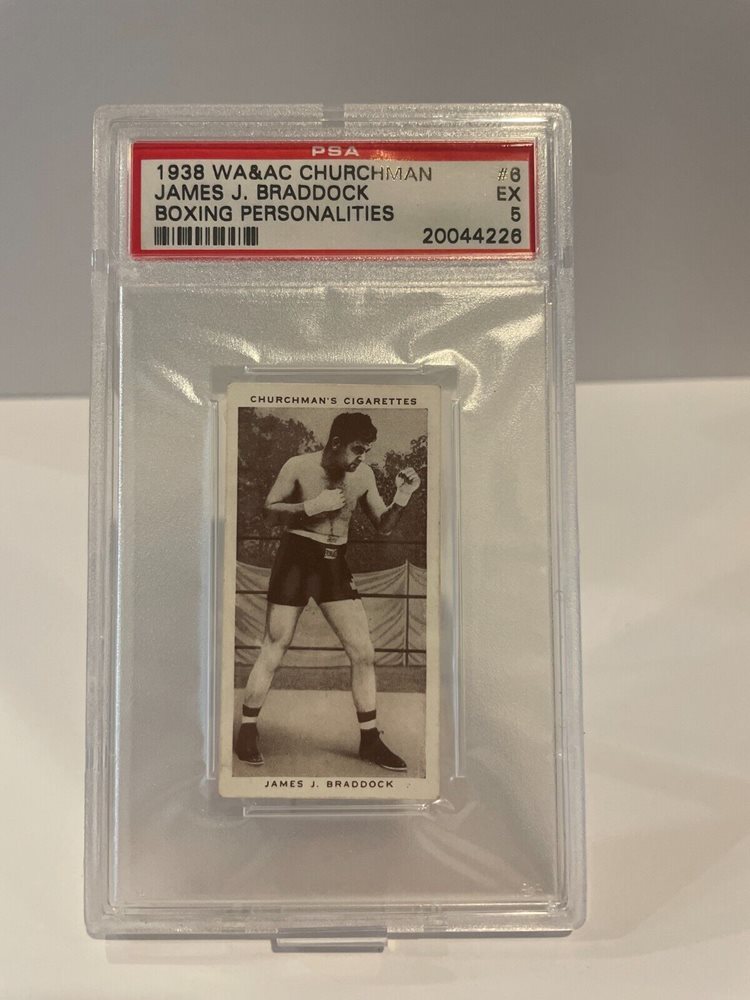 PSA
1938 WA&AC CHURCHMAN #6
JAMES J. BRADDOCK EX
BOXING PERSONALITIES 5
20044226
CHURCHMAN'S CIGARETTES
JAMES J. BRADDOCK